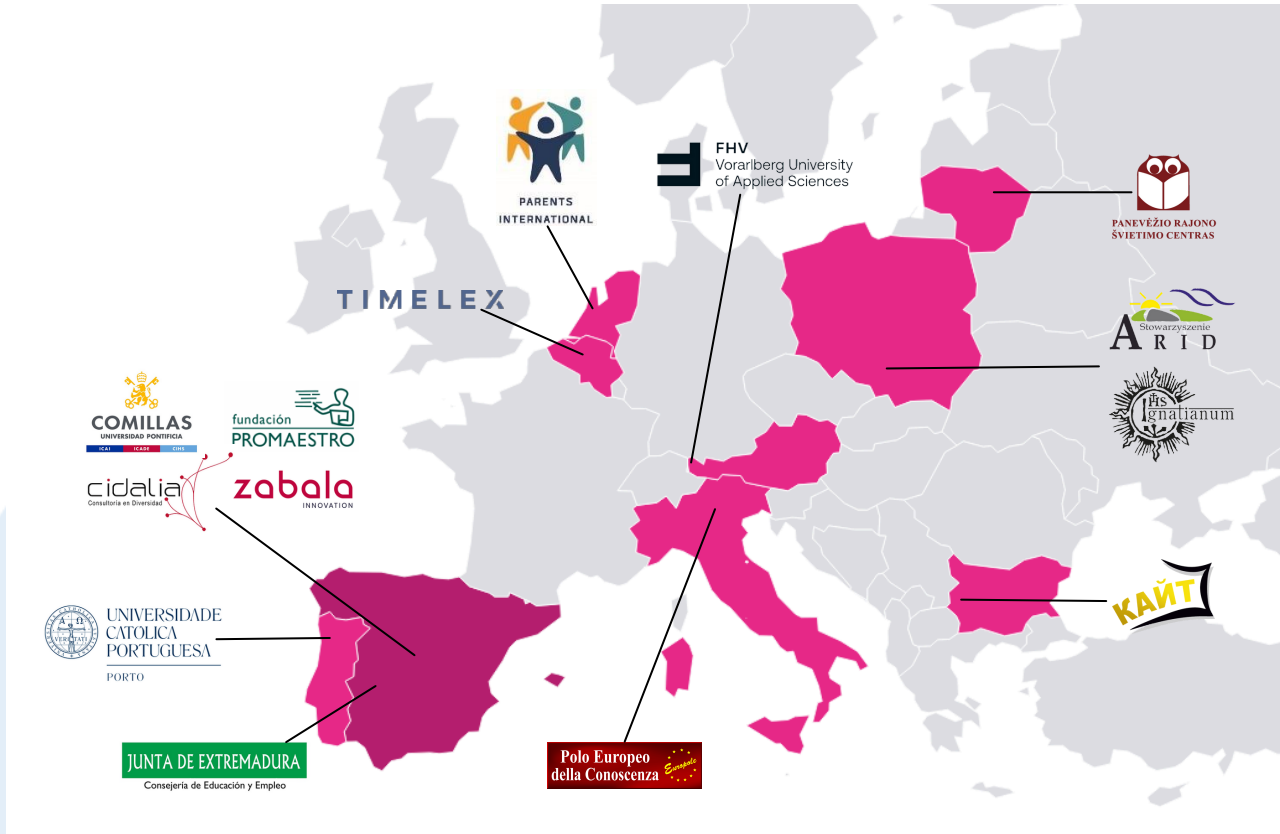 PARENTS
INTERNATIONAL
FHV
Vorarlberg University
of Applied Sciences
PANEVĖŽIO RAJONO
ŠVIETIMO CENTRAS
TIMELEX
Stowarzyszenie
ARID
IHS
Ignatianum
COMILLAS
UNIVERSIDAD PONTIFICIA
ICAI ICADE CIHS
fundación
PROMAESTRO
cidalia
Consultoría en Diversidad
zabala
INNOVATION
КАЙТ
UNIVERSIDADE
CATOLICA
PORTUGUESA
PORTO
JUNTA DE EXTREMADURA
Consejería de Educación y Empleo
Polo Europeo
della Conoscenza
Europole